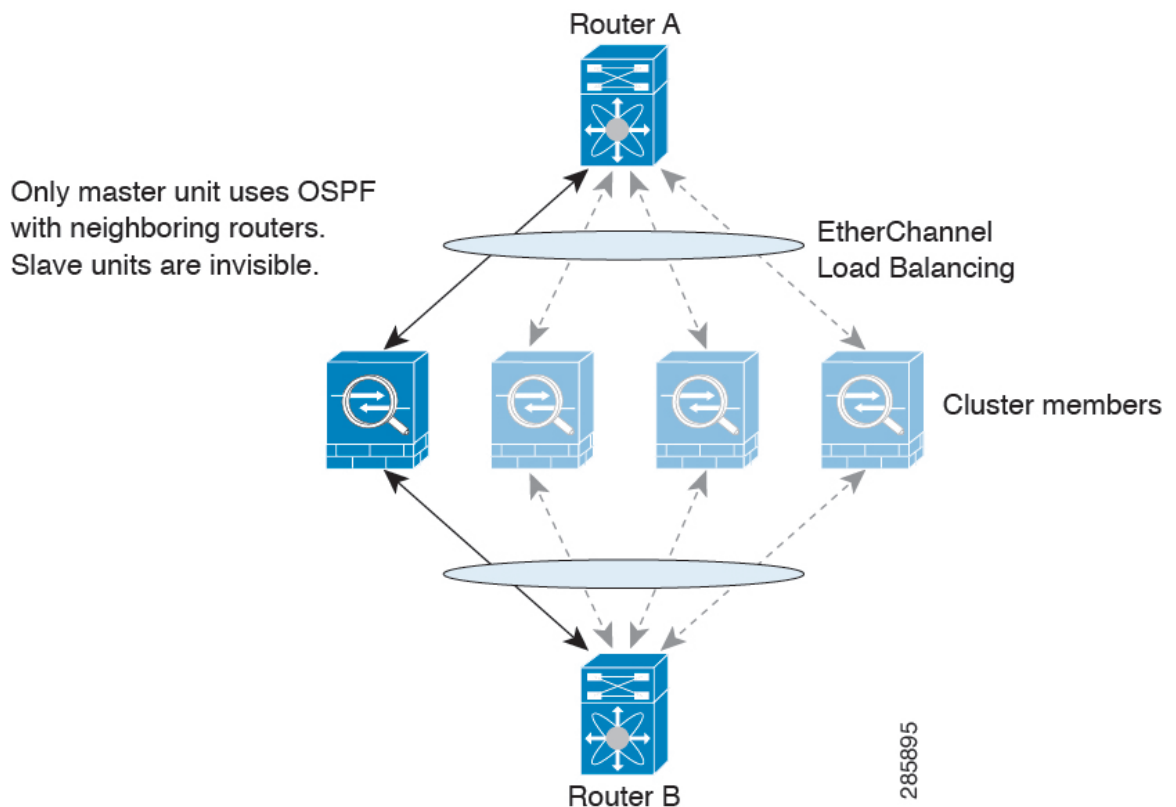 Router A
Only master unit uses OSPF
with neighboring routers.
Slave units are invisible.
EtherChannel
Load Balancing
Cluster members
Router B
285895